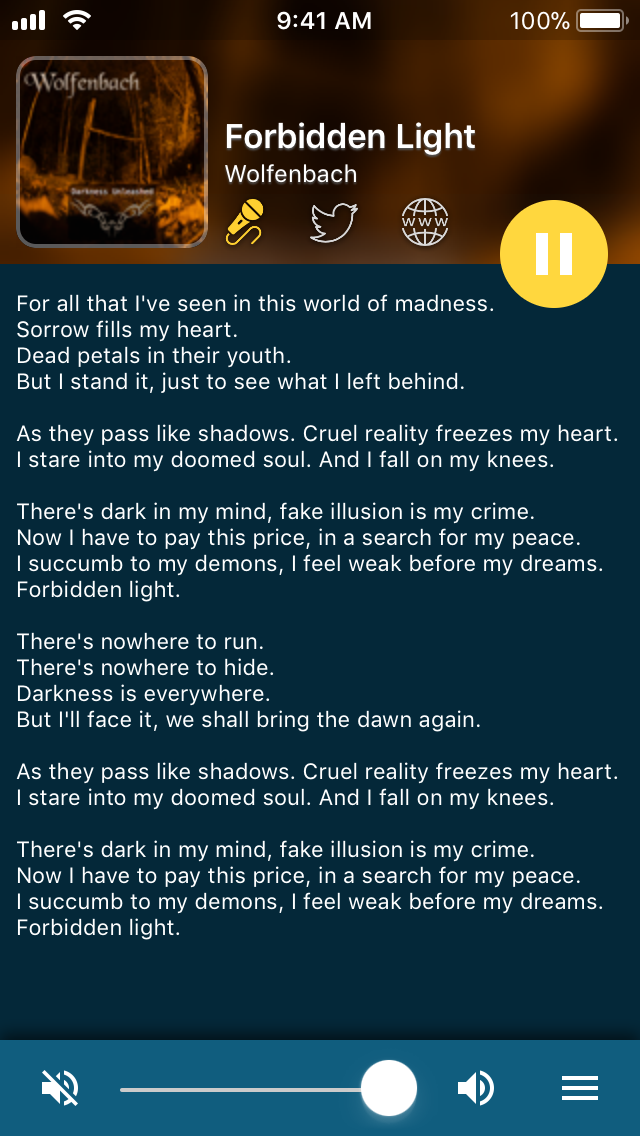 9:41 AM
100%
Wolfenbach
Darkness Unleashed
Forbidden Light
Wolfenbach
WWW
For all that I've seen in this world of madness.
Sorrow fills my heart.
Dead petals in their youth.
But I stand it, just to see what I left behind.
As they pass like shadows. Cruel reality freezes my heart.
I stare into my doomed soul. And I fall on my knees.
There's dark in my mind, fake illusion is my crime.
Now I have to pay this price, in a search for my peace.
I succumb to my demons, I feel weak before my dreams.
Forbidden light.
There's nowhere to run.
There's nowhere to hide.
Darkness is everywhere.
But I'll face it, we shall bring the dawn again.
As they pass like shadows. Cruel reality freezes my heart.
I stare into my doomed soul. And I fall on my knees.
There's dark in my mind, fake illusion is my crime.
Now I have to pay this price, in a search for my peace.
I succumb to my demons, I feel weak before my dreams.
Forbidden light.